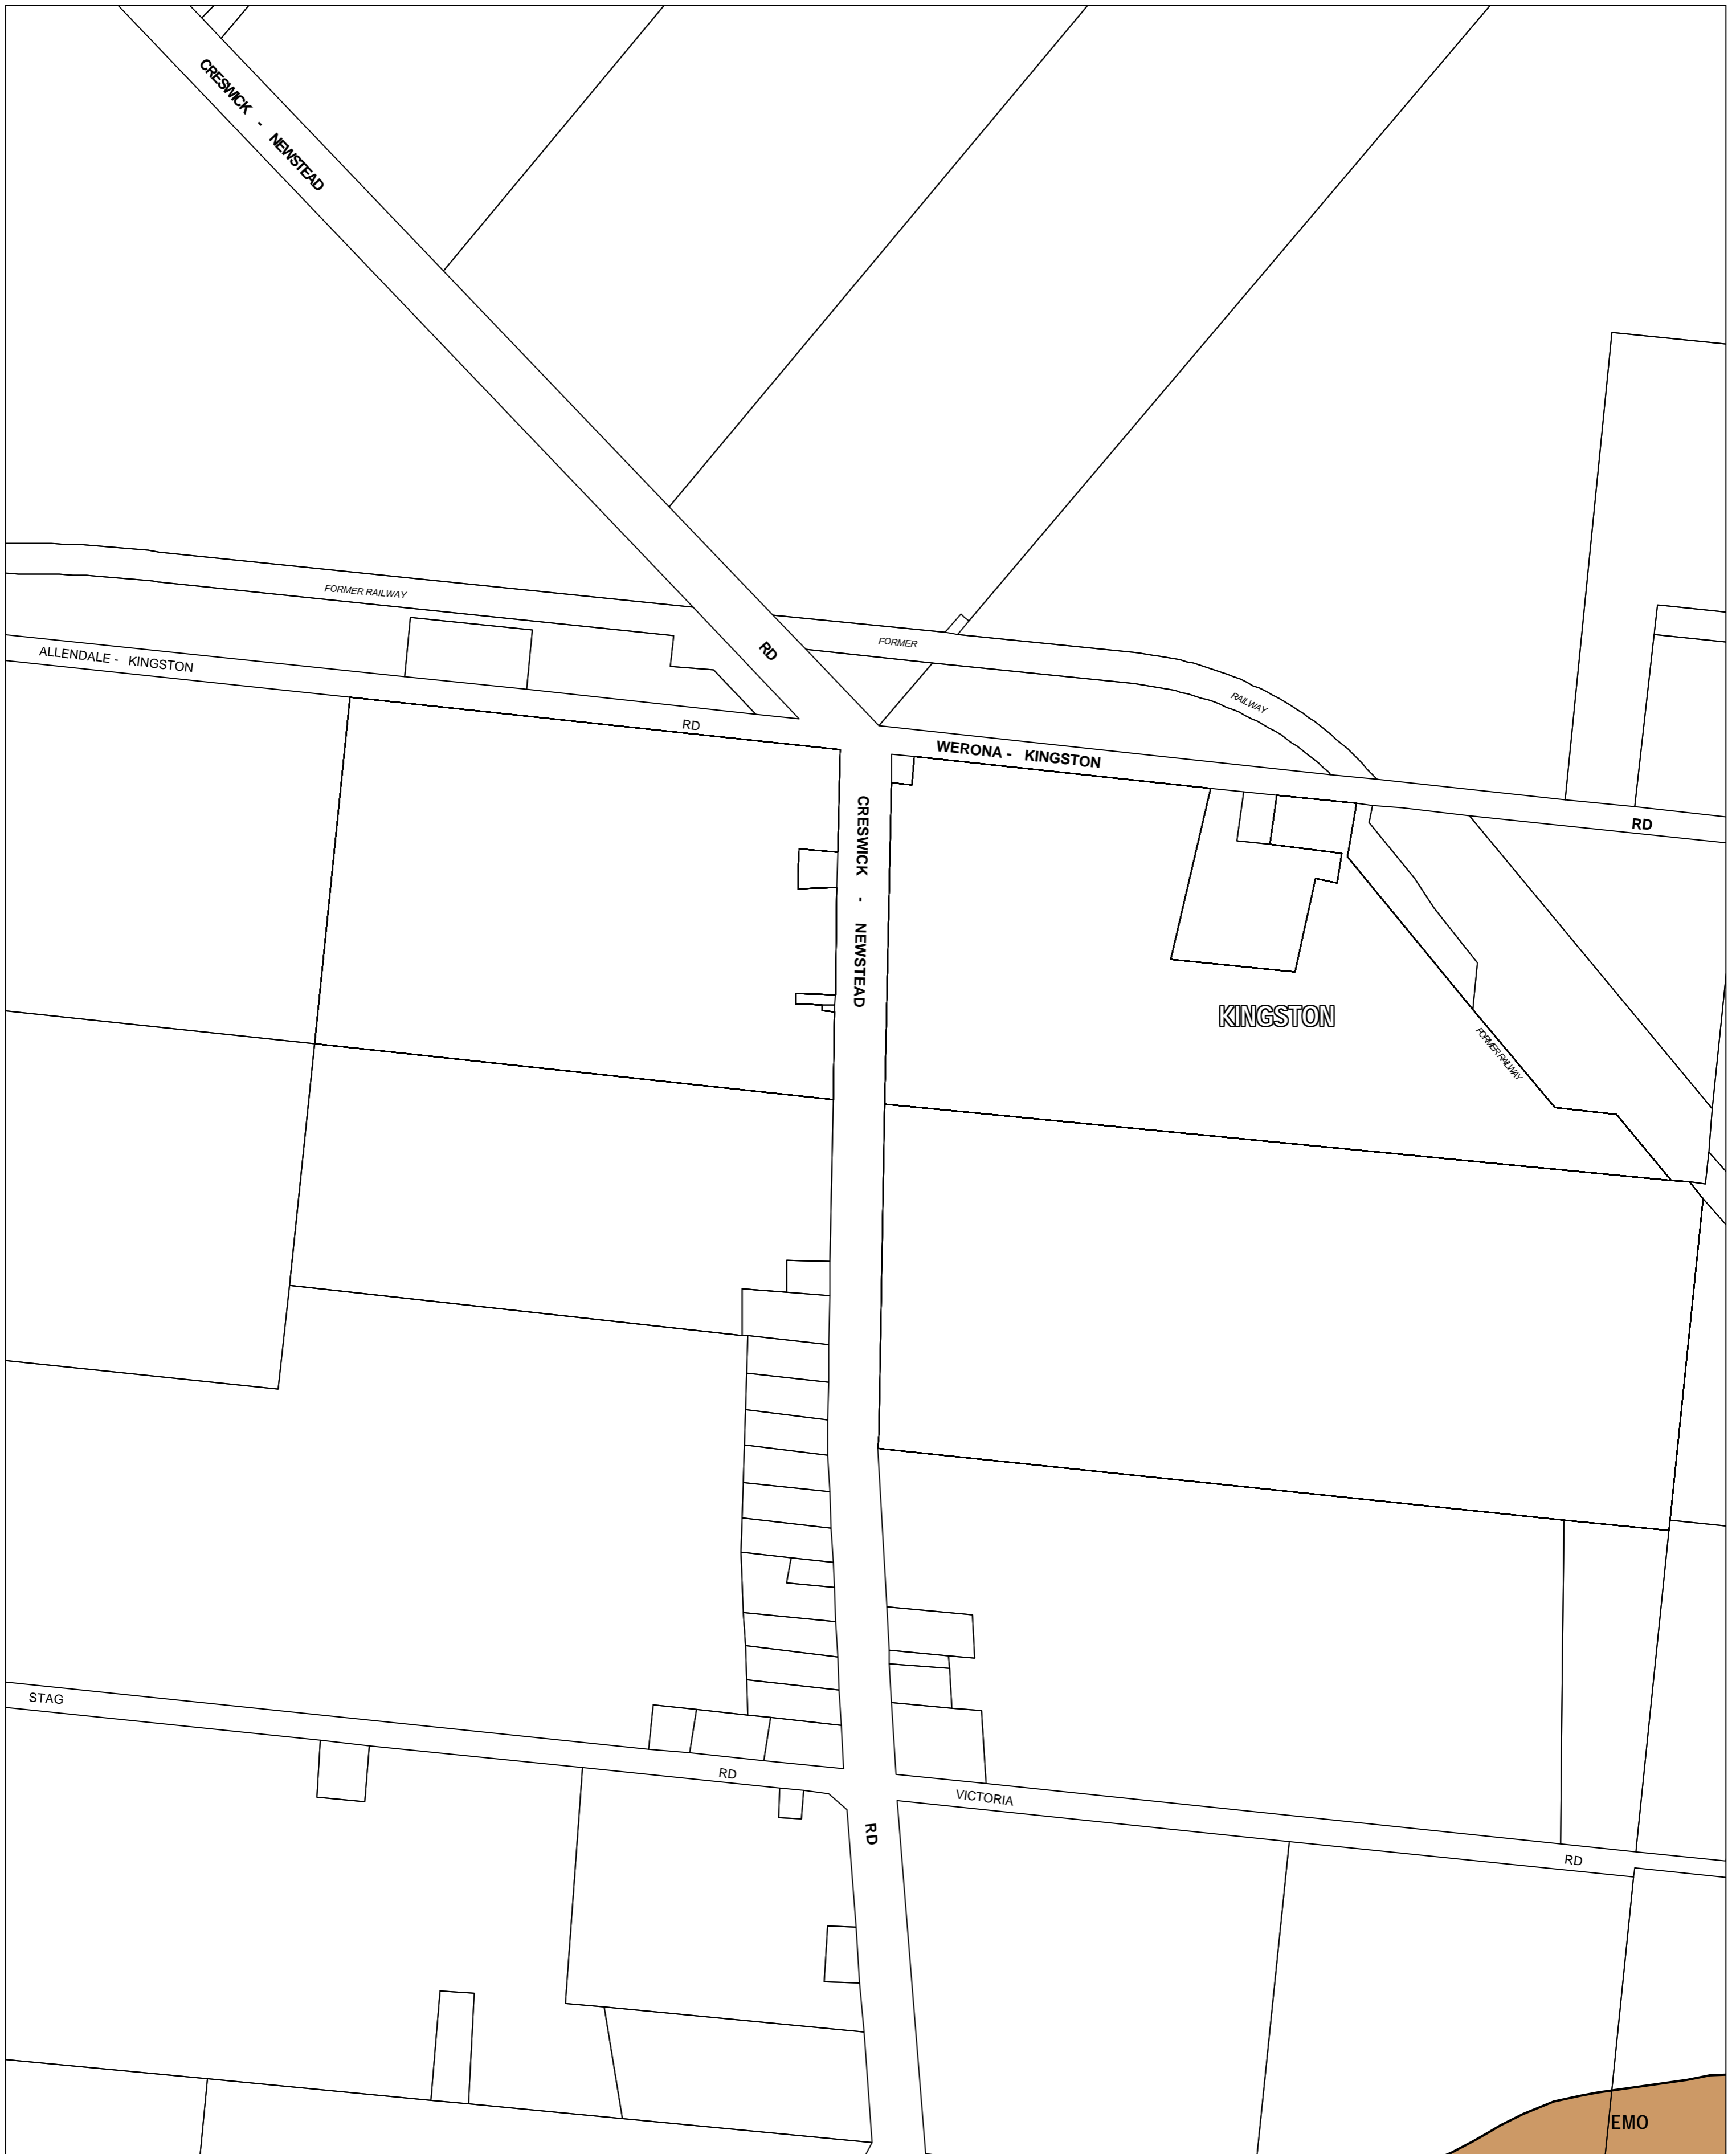 CRESWICK - NEWSTEAD
RD
FORMER RAILWAY
FORMER
RAILWAY
ALLENDALE - KINGSTON
RD
WERONA - KINGSTON
RD
CRESWICK - NEWSTEAD
KINGSTON
FORMER RAILWAY
STAG
RD
VICTORIA
RD
RD
EMO